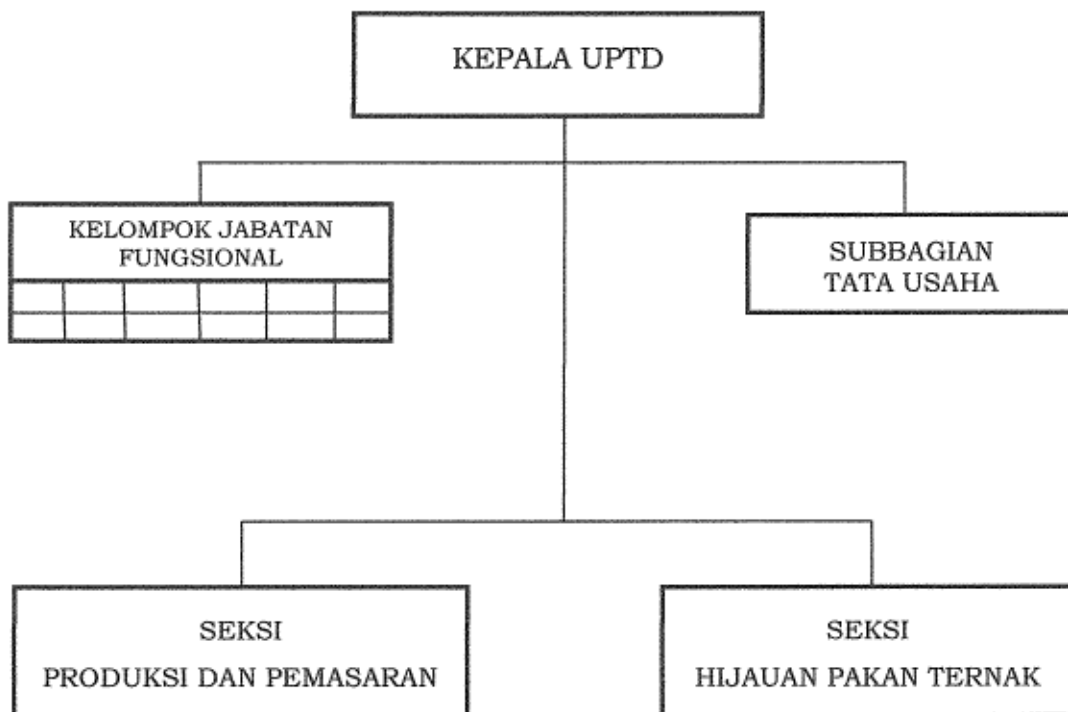 KEPALA UPTD
KELOMPOK JABATAN
FUNGSIONAL
SUBBAGIAN
TATA USAHA
SEKSI
PRODUKSI DAN PEMASARAN
SEKSI
HIJAUAN PAKAN TERNAK